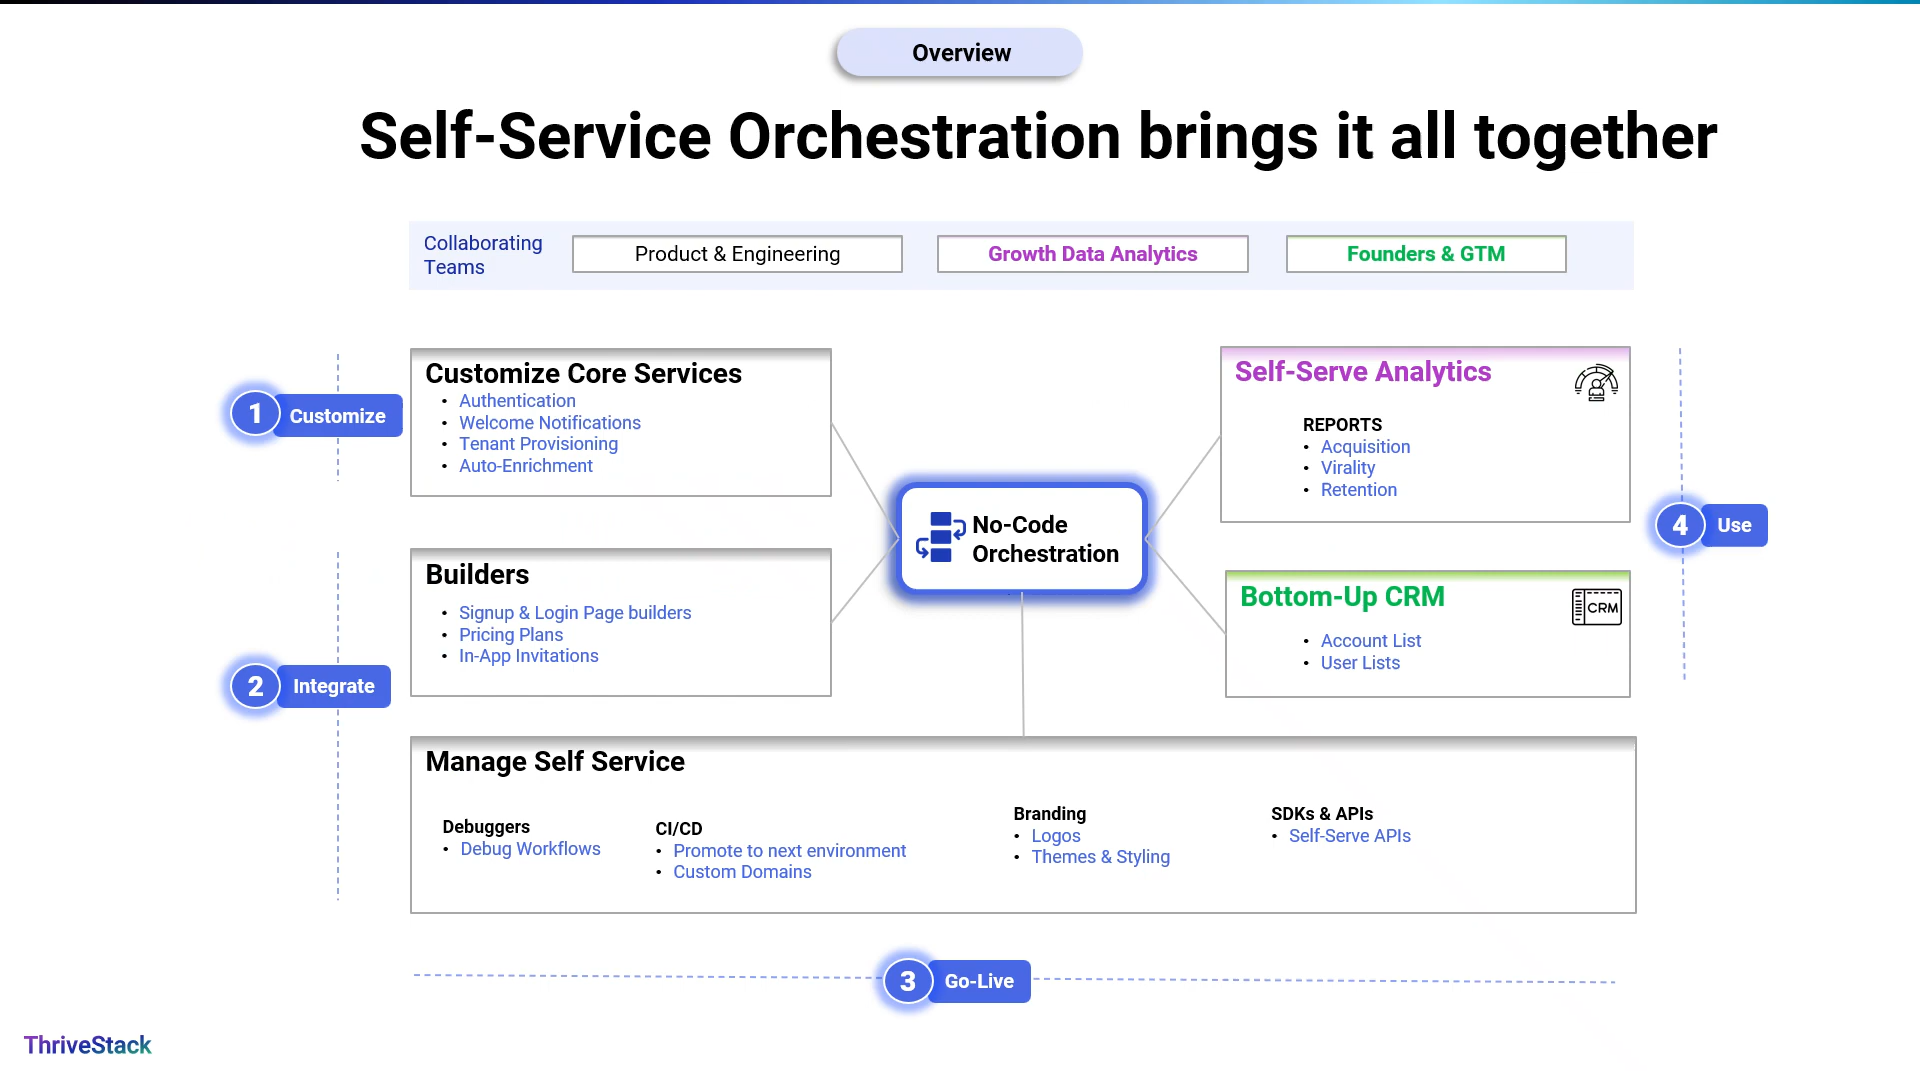 Overview
Self-Service Orchestration brings it all together
Collaborating
Teams
Product & Engineering
Growth Data Analytics
Founders & GTM
1
Customize
Customize Core Services
• Authentication
• Welcome Notifications
• Tenant Provisioning
• Auto-Enrichment
2
Integrate
Builders
• Signup & Login Page builders
• Pricing Plans
• In-App Invitations
No-Code
Orchestration
Self-Serve Analytics
REPORTS
• Acquisition
• Virality
• Retention
4
Use
Bottom-Up CRM
CRM
• Account List
• User Lists
Manage Self Service
Debuggers
• Debug Workflows
CI/CD
• Promote to next environment
• Custom Domains
Branding
• Logos
• Themes & Styling
SDKs & APIs
• Self-Serve APIs
3
Go-Live
ThriveStack